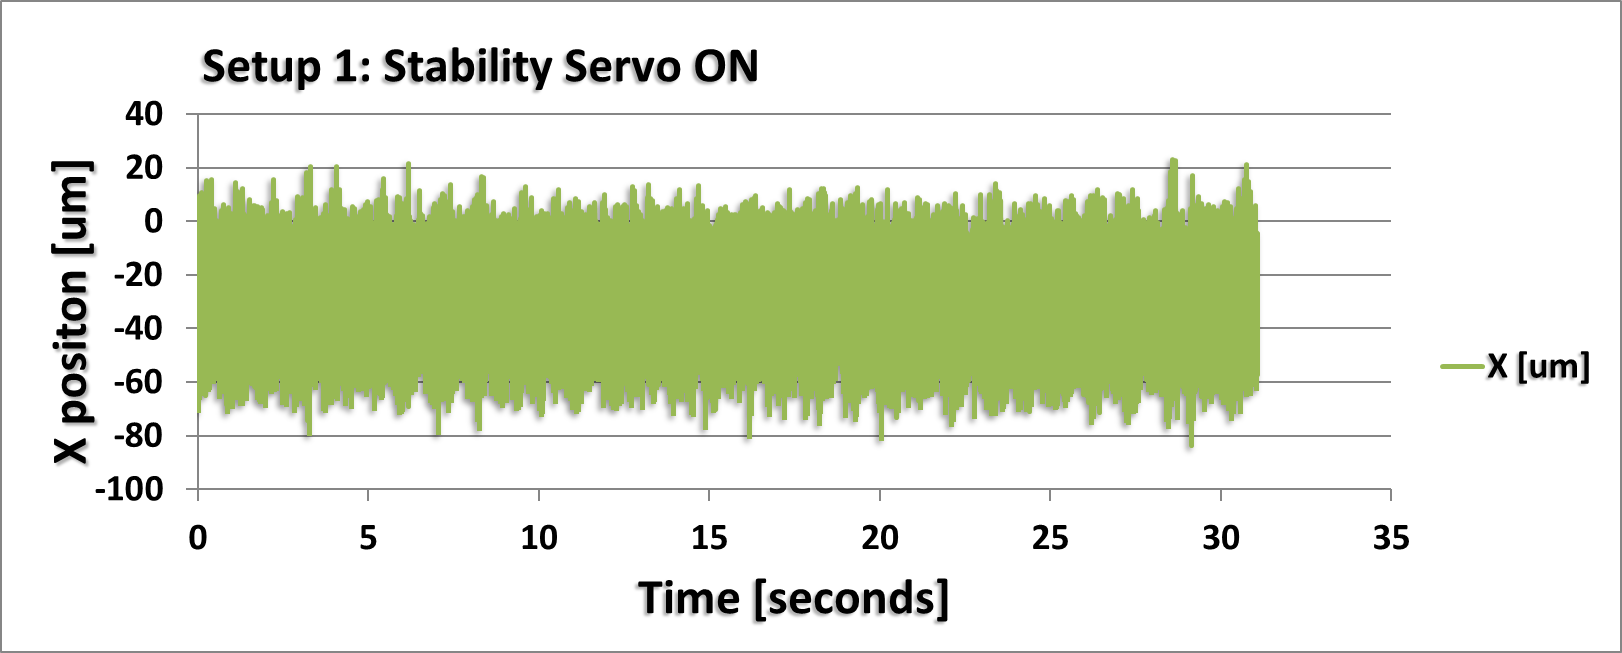 Setup 1: Stability Servo ON
X positon [um]
40
20
0
-20
-40
-60
-80
-100
0 5 10 15 20 25 30 35
Time [seconds]
X [um]